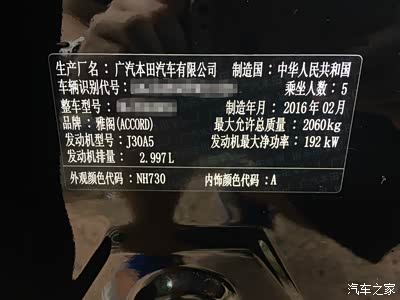 生产厂名：广汽本田汽车有限公司 制造国：中华人民共和国
车辆识别代号： 乘坐人数：5
整车型号： 制造年月：2016年02月
品牌：雅阁(ACCORD) 最大允许总质量：2060kg
发动机型号：J30A5 发动机最大净功率：192kW
发动机排量：2.997L
外观颜色代码：NH730 内饰颜色代码：A
汽车之家